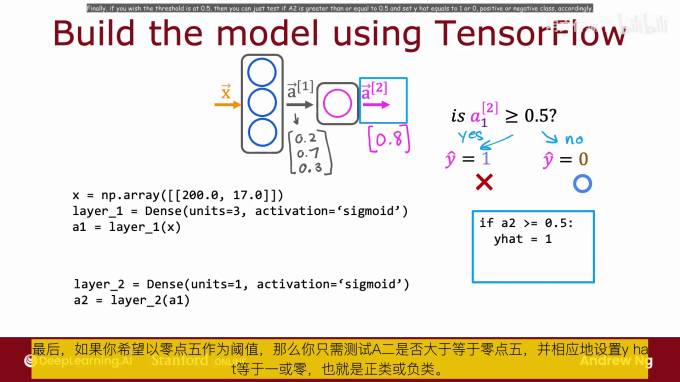 Finally, if you wish the threshold is at 0.5, then you can just test if A2 is greater than or equal to 0.5 and set y hat equals to 1 or 0, positive or negative class, accordingly.
Build the model using TensorFlow
x⃗
a⃗[1]
a⃗[2]
[0.2
0.7
0.3]
[0.8]
is a₁[2] ≥ 0.5?
yes
no
ŷ = 1
ŷ = 0
x = np.array([[200.0, 17.0]])
layer_1 = Dense(units=3, activation=‘sigmoid’)
a1 = layer_1(x)
if a2 >= 0.5:
yhat = 1
layer_2 = Dense(units=1, activation=‘sigmoid’)
a2 = layer_2(a1)
DeepLearning.AI
Stanford
Andrew Ng
最后，如果你希望以零点五作为阈值，那么你只需测试A二是否大于等于零点五，并相应地设置y ha
t等于一或零，也就是正类或负类。